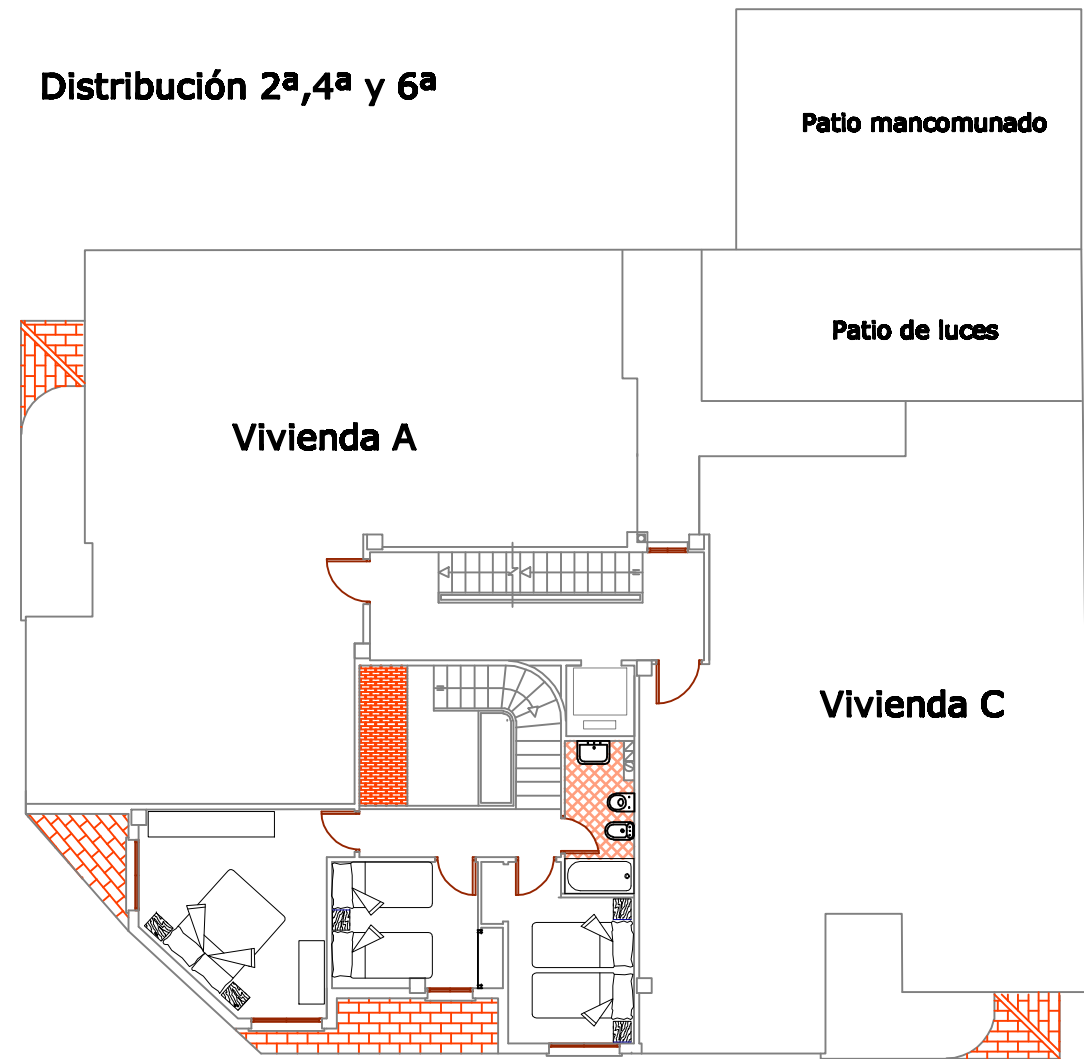 Distribución 2ª,4ª y 6ª
Patio mancomunado
Patio de luces
Vivienda A
Vivienda C